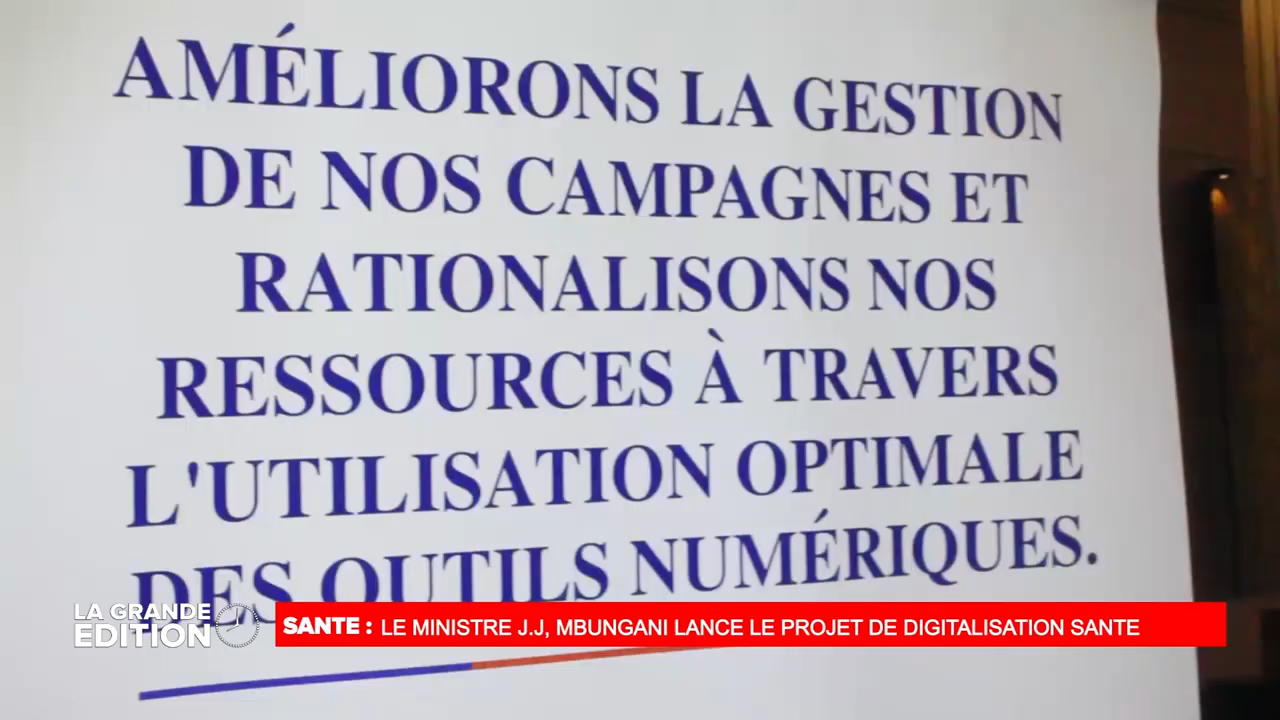 AMÉLIORONS LA GESTION
DE NOS CAMPAGNES ET
RATIONALISONS NOS
RESSOURCES À TRAVERS
L'UTILISATION OPTIMALE
DES OUTILS NUMÉRIQUES.
LA GRANDE
EDITION
SANTE : LE MINISTRE J.J, MBUNGANI LANCE LE PROJET DE DIGITALISATION SANTE